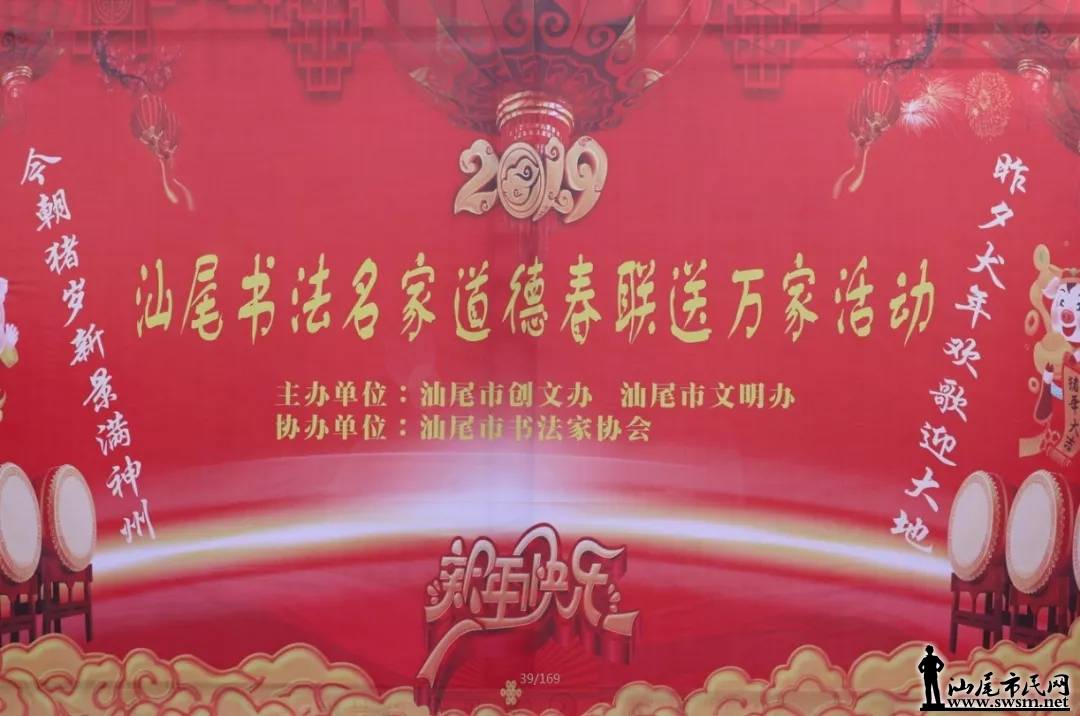 2019
昨夕犬年欢歌迎大地
今朝猪岁新景满神州
汕尾书法名家道德春联送万家活动
主办单位：汕尾市创文办 汕尾市文明办
协办单位：汕尾市书法家协会
新年快乐
猪年大吉
39/169
汕尾市民网
www.swsm.net